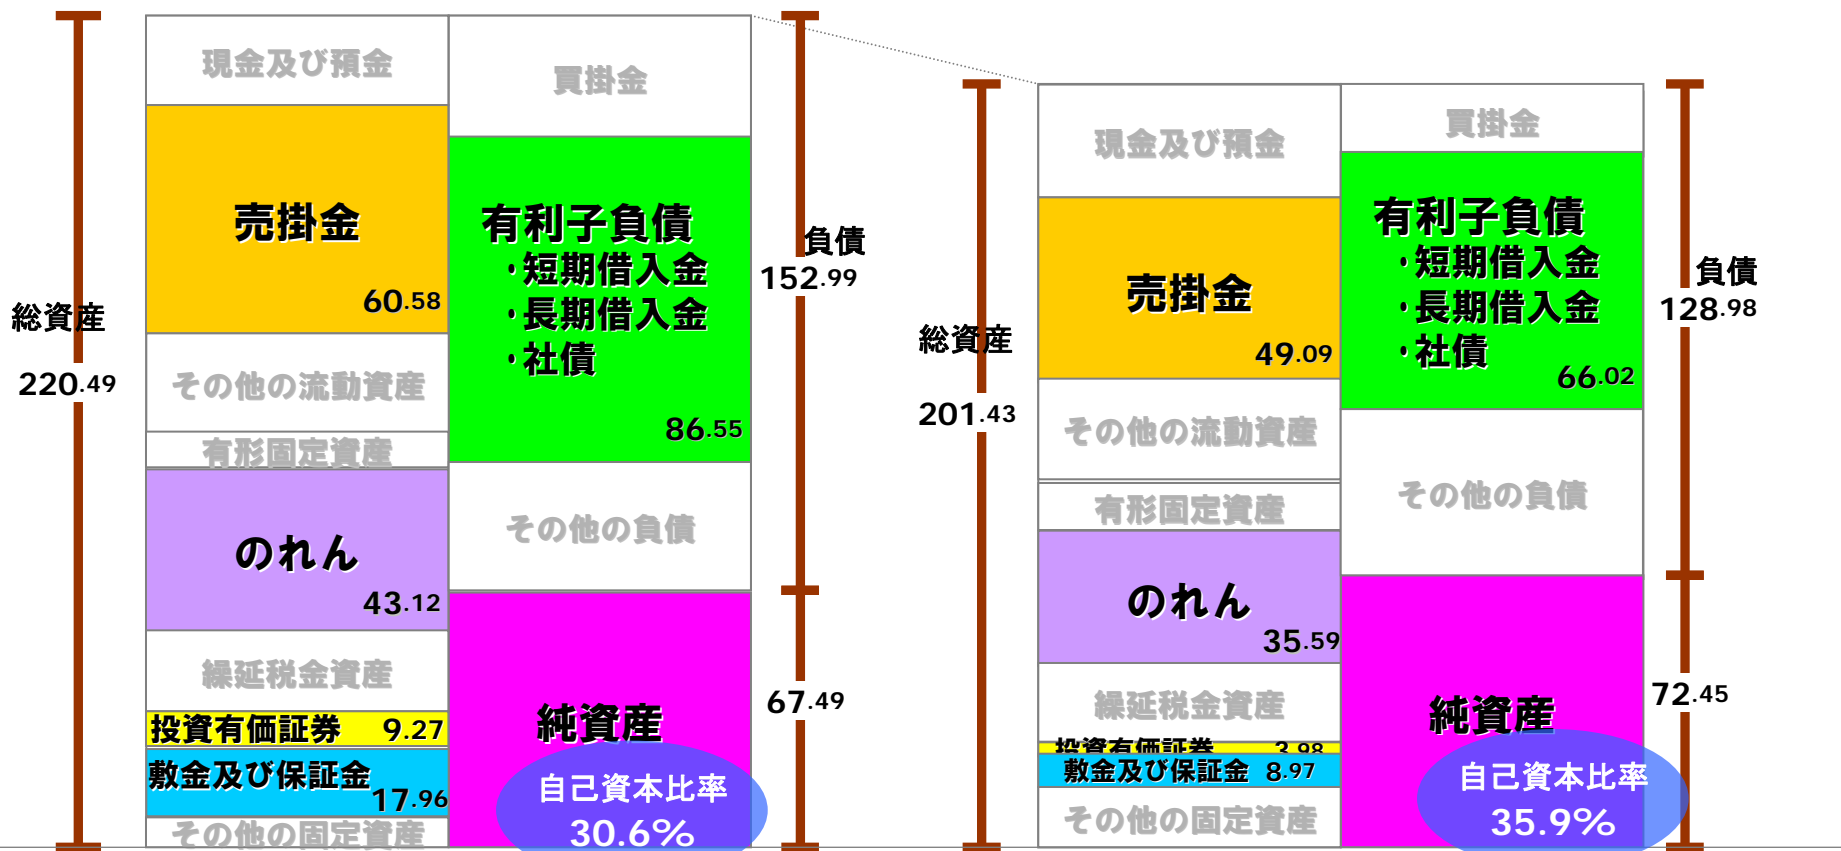 総資産
220.49
現金及び預金
売掛金
60.58
その他の流動資産
有形固定資産
のれん
43.12
繰延税金資産
投資有価証券 9.27
敷金及び保証金
17.96
その他の固定資産
買掛金
有利子負債
・短期借入金
・長期借入金
・社債
86.55
その他の負債
純資産
自己資本比率
30.6%
負債
152.99
67.49
総資産
201.43
現金及び預金
売掛金
49.09
その他の流動資産
有形固定資産
のれん
35.59
繰延税金資産
投資有価証券 3.98
敷金及び保証金 8.97
その他の固定資産
買掛金
有利子負債
・短期借入金
・長期借入金
・社債
66.02
その他の負債
純資産
自己資本比率
35.9%
負債
128.98
72.45